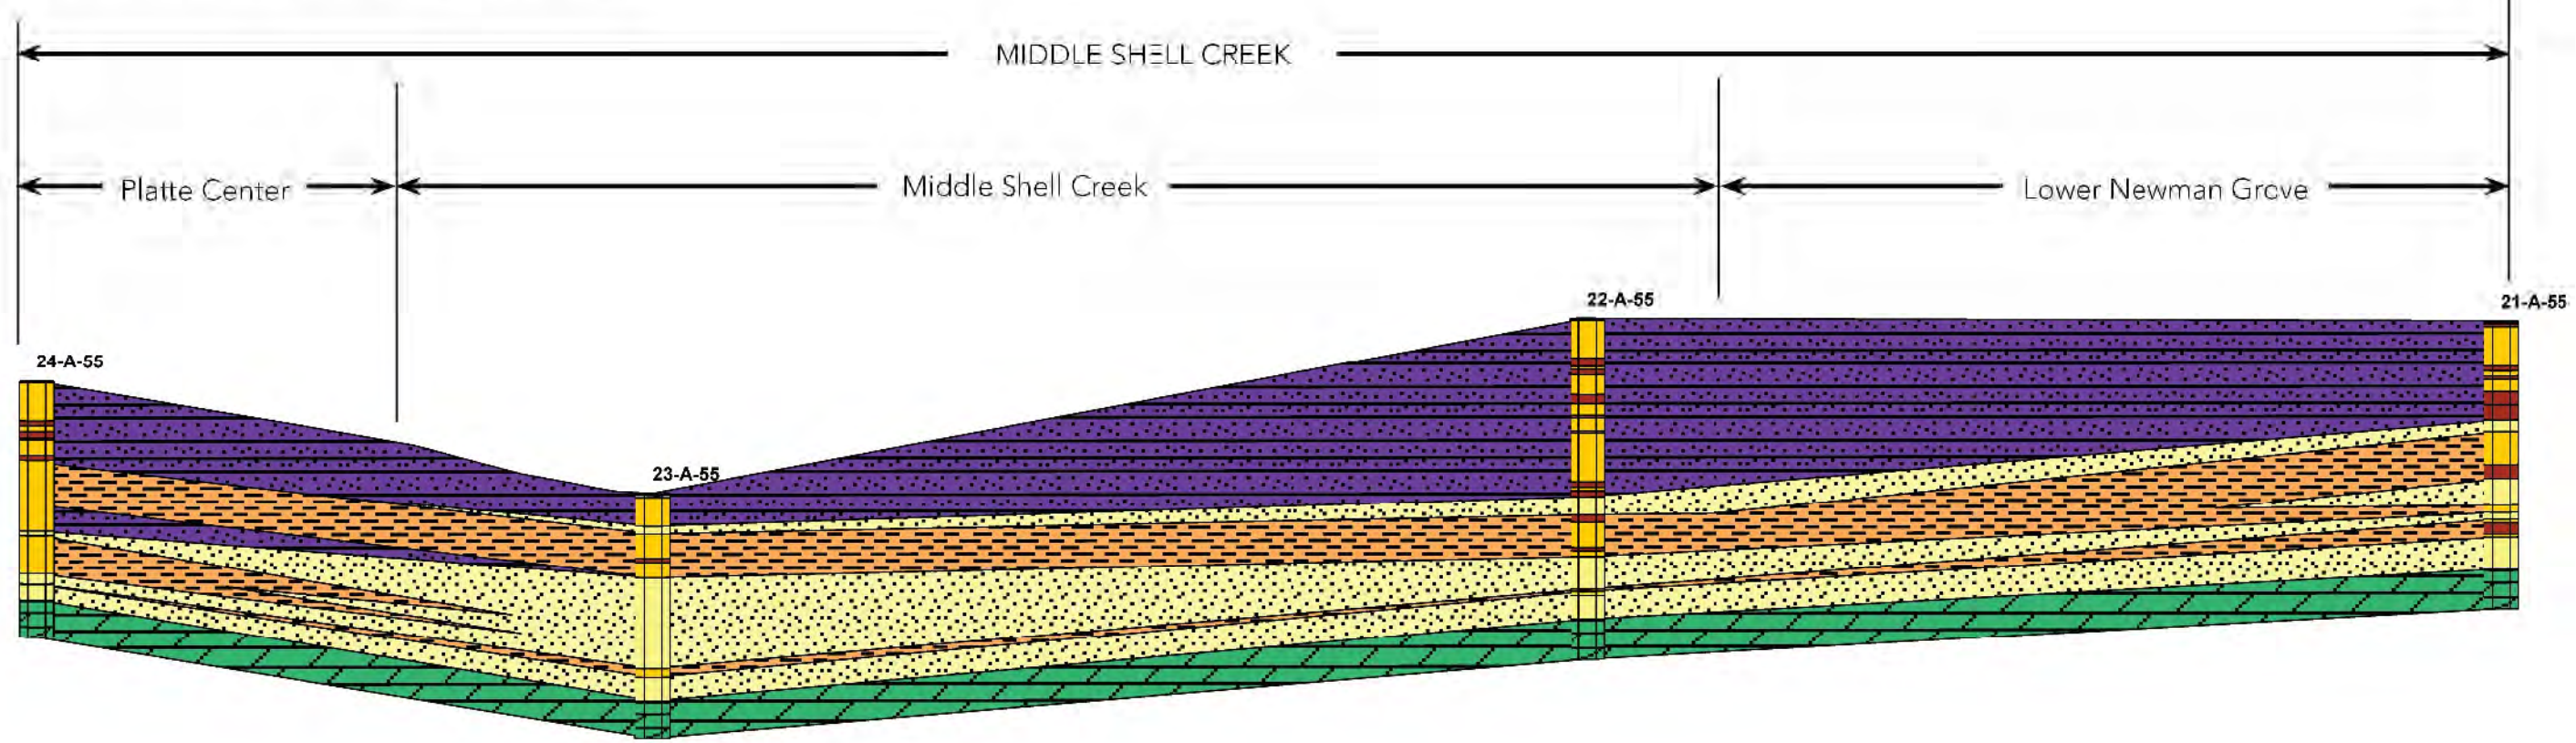 MIDDLE SHELL CREEK
Platte Center
Middle Shell Creek
Lower Newman Grove
22-A-55
21-A-55
24-A-55
23-A-55